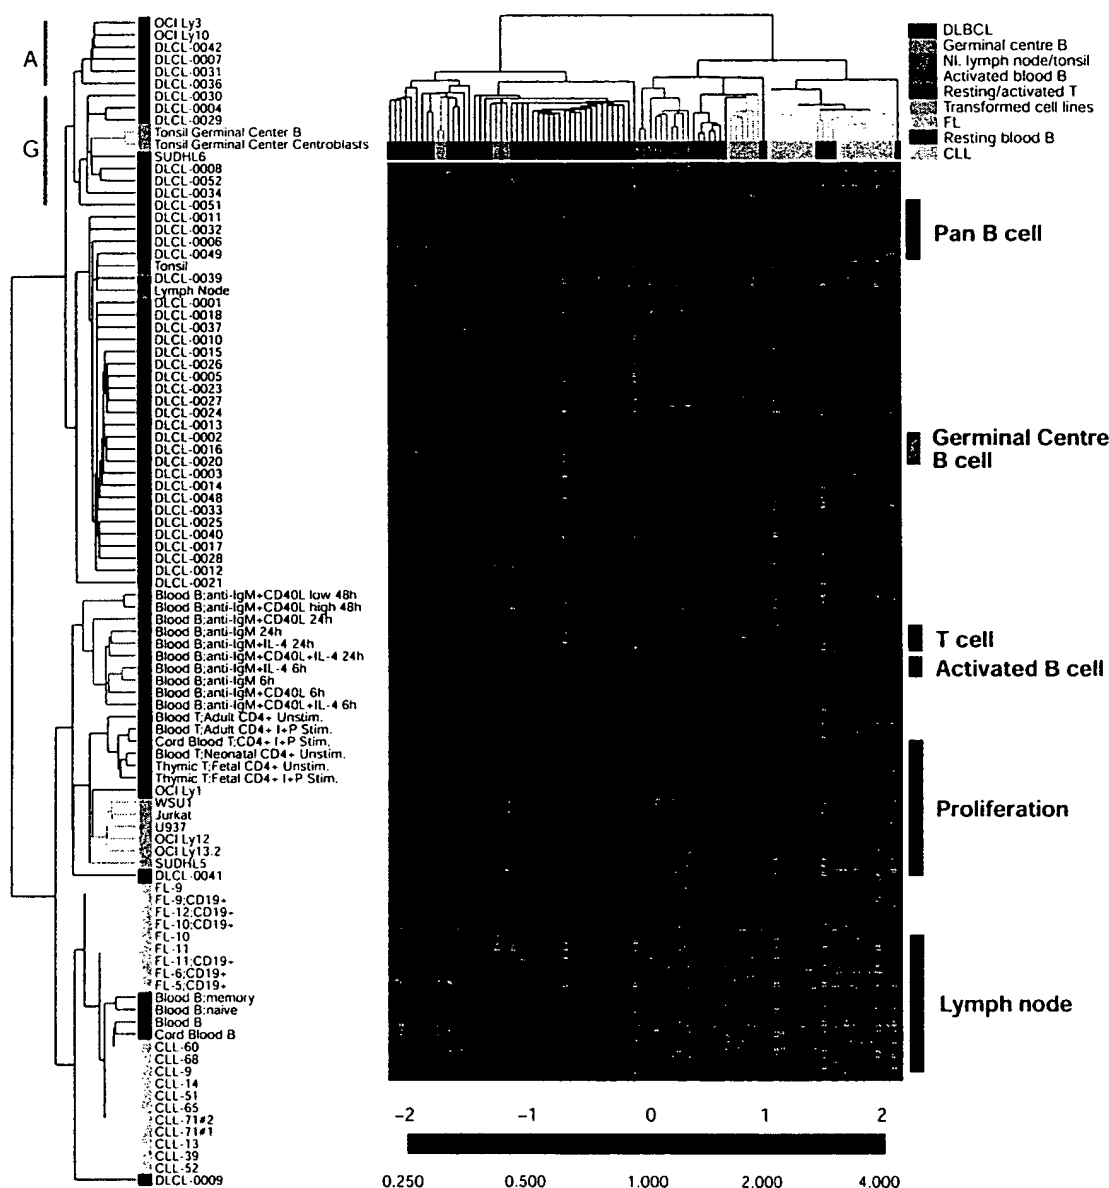 A
G
OCI Ly3
OCI Ly10
DLCL-0042
DLCL-0007
DLCL-0031
DLCL-0036
DLCL-0030
DLCL-0004
DLCL-0029
Tonsil Germinal Center B
Tonsil Germinal Center Centroblasts
SUDHL6
DLCL-0008
DLCL-0052
DLCL-0034
DLCL-0051
DLCL-0011
DLCL-0032
DLCL-0006
DLCL-0049
Tonsil
DLCL-0039
Lymph Node
DLCL-0001
DLCL-0018
DLCL-0037
DLCL-0010
DLCL-0015
DLCL-0026
DLCL-0005
DLCL-0023
DLCL-0027
DLCL-0024
DLCL-0013
DLCL-0002
DLCL-0016
DLCL-0020
DLCL-0003
DLCL-0014
DLCL-0048
DLCL-0033
DLCL-0025
DLCL-0040
DLCL-0017
DLCL-0028
DLCL-0012
DLCL-0021
Blood B;anti-IgM+CD40L low 48h
Blood B;anti-IgM+CD40L high 48h
Blood B;anti-IgM+CD40L 24h
Blood B;anti-IgM 24h
Blood B;anti-IgM+IL-4 24h
Blood B;anti-IgM+CD40L+IL-4 24h
Blood B;anti-IgM+IL-4 6h
Blood B;anti-IgM 6h
Blood B;anti-IgM+CD40L 6h
Blood B;anti-IgM+CD40L+IL-4 6h
Blood T;Adult CD4+ Unstim.
Blood T;Adult CD4+ I+P Stim.
Cord Blood T;CD4+ I+P Stim.
Blood T;Neonatal CD4+ Unstim.
Thymic T;Fetal CD4+ Unstim.
Thymic T;Fetal CD4+ I+P Stim.
OCI Ly1
WSU1
Jurkat
U937
OCI Ly12
OCI Ly13.2
SUDHL5
DLCL-0041
FL-9
FL-9;CD19+
FL-12;CD19+
FL-10;CD19+
FL-10
FL-11
FL-11;CD19+
FL-6;CD19+
FL-5;CD19+
Blood B;memory
Blood B;naive
Blood B
Cord Blood B
CLL-60
CLL-68
CLL-9
CLL-14
CLL-51
CLL-65
CLL-71#2
CLL-71#1
CLL-13
CLL-39
CLL-52
DLCL-0009
DLBCL
Germinal centre B
Nl. lymph node/tonsil
Activated blood B
Resting/activated T
Transformed cell lines
FL
Resting blood B
CLL
Pan B cell
Germinal Centre
B cell
T cell
Activated B cell
Proliferation
Lymph node
-2 -1 0 1 2
0.250 0.500 1.000 2.000 4.000